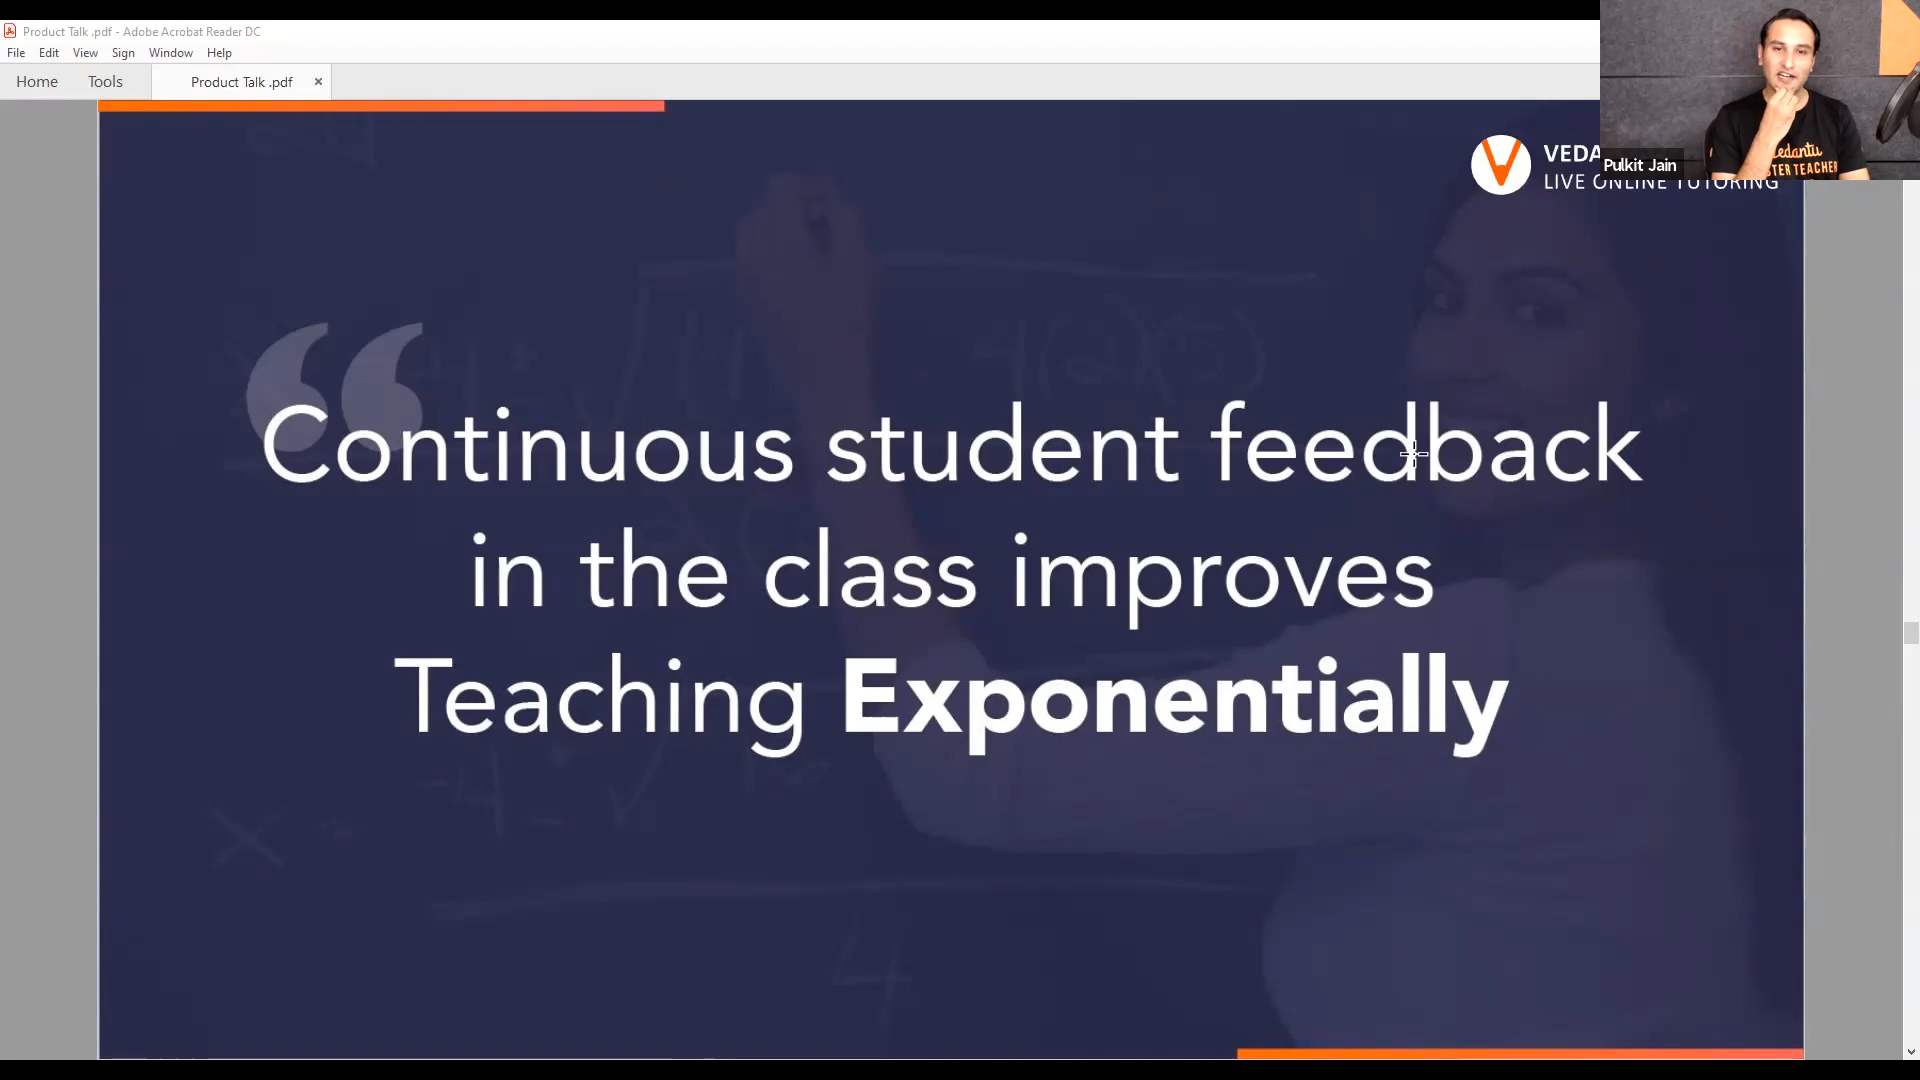 Product Talk .pdf - Adobe Acrobat Reader DC
File Edit View Sign Window Help
Home Tools Product Talk .pdf ×
VEDA
LIVE ONLINE TUTORING
Pulkit Jain
Continuous student feedback
in the class improves
Teaching Exponentially